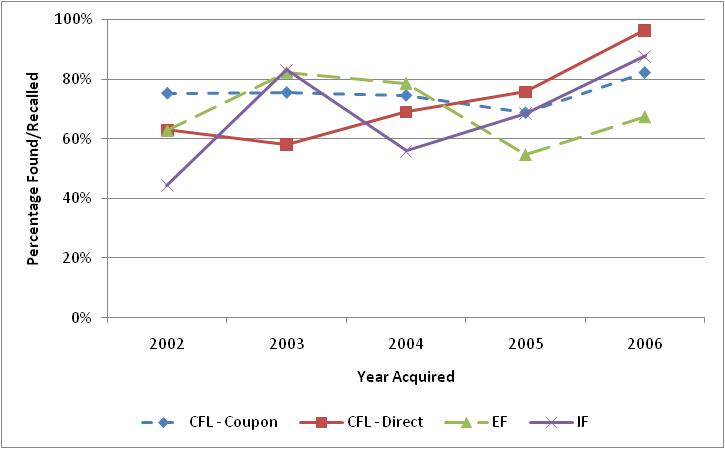 100%
80%
60%
40%
20%
0%
Percentage Found/Recalled
2002 2003 2004 2005 2006
Year Acquired
CFL - Coupon CFL - Direct EF IF